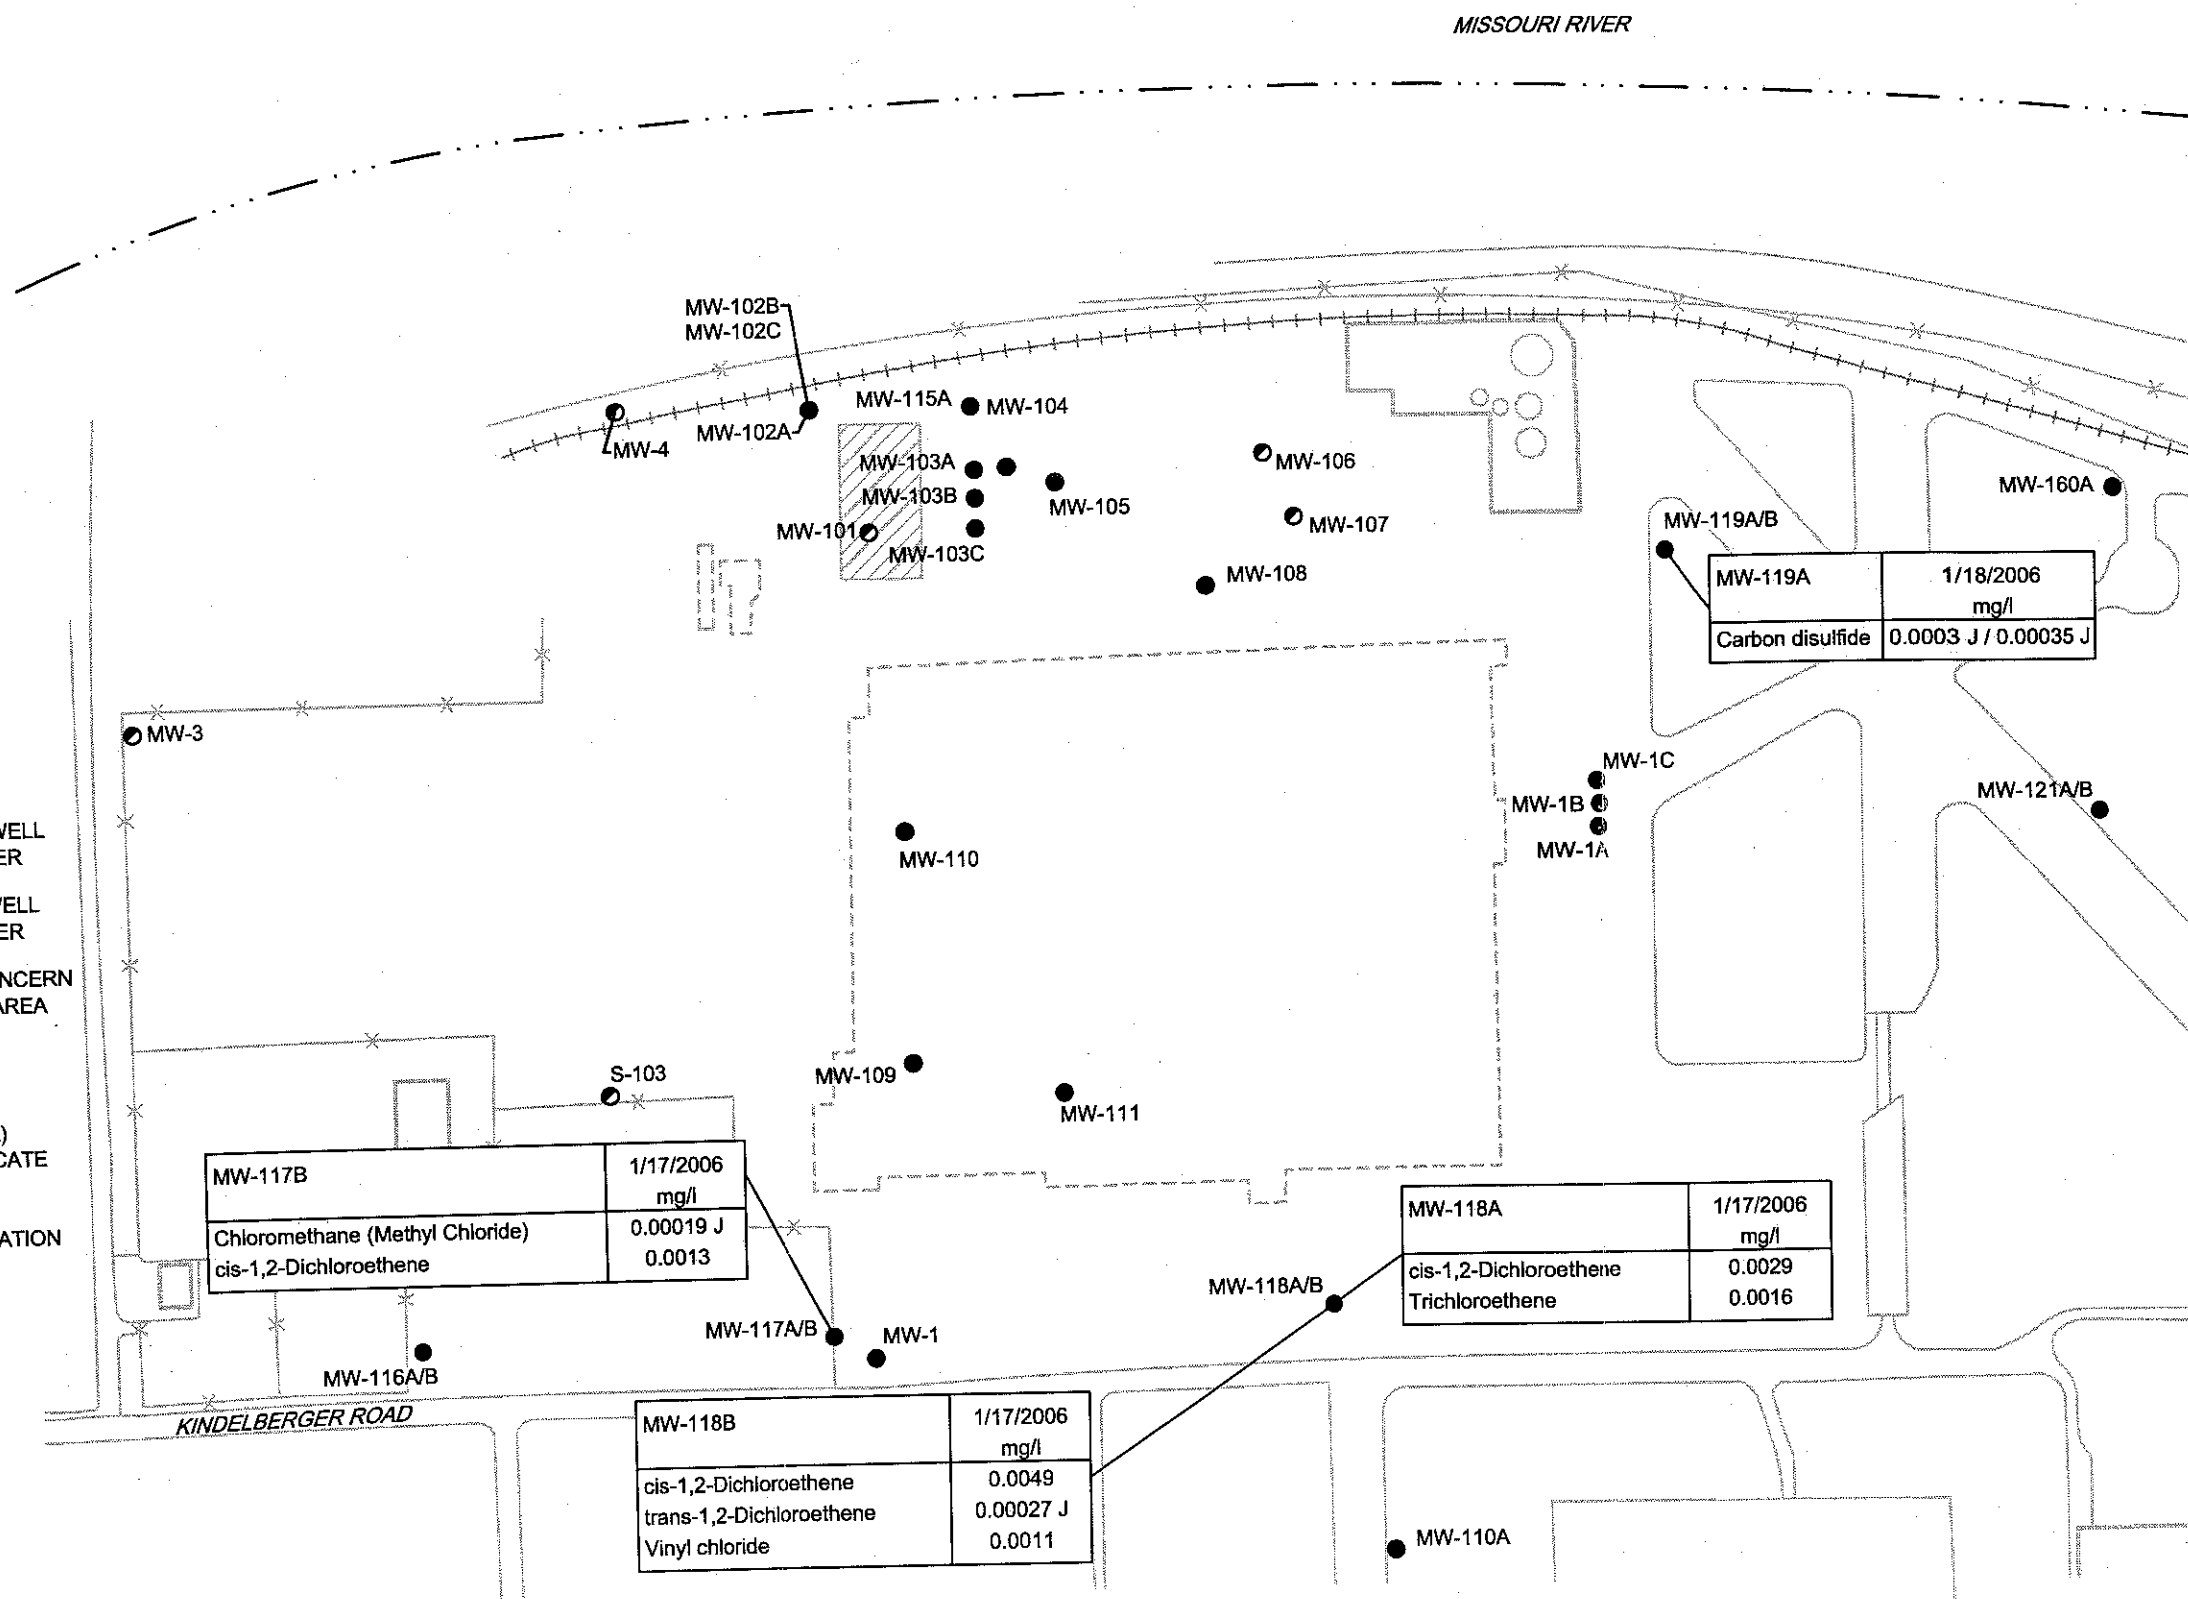 MISSOURI RIVER
MW-102B
MW-102C
MW-115A
MW-104
MW-102A
MW-4
MW-103A
MW-106
MW-103B
MW-105
MW-160A
MW-101
MW-107
MW-119A/B
MW-103C
MW-108
MW-119A 1/18/2006
mg/l
Carbon disulfide 0.0003 J / 0.00035 J
MW-3
MW-1C
MW-1B
MW-121A/B
MW-1A
MW-110
ER
ER
NCERN
AREA
S-103
MW-109
MW-111
)
CATE
ATION
MW-117B 1/17/2006
mg/l
Chloromethane (Methyl Chloride) 0.00019 J
cis-1,2-Dichloroethene 0.0013
MW-118A 1/17/2006
mg/l
cis-1,2-Dichloroethene 0.0029
Trichloroethene 0.0016
MW-118A/B
MW-117A/B
MW-1
MW-116A/B
KINDELBERGER ROAD
MW-118B 1/17/2006
mg/l
cis-1,2-Dichloroethene 0.0049
trans-1,2-Dichloroethene 0.00027 J
Vinyl chloride 0.0011
MW-110A